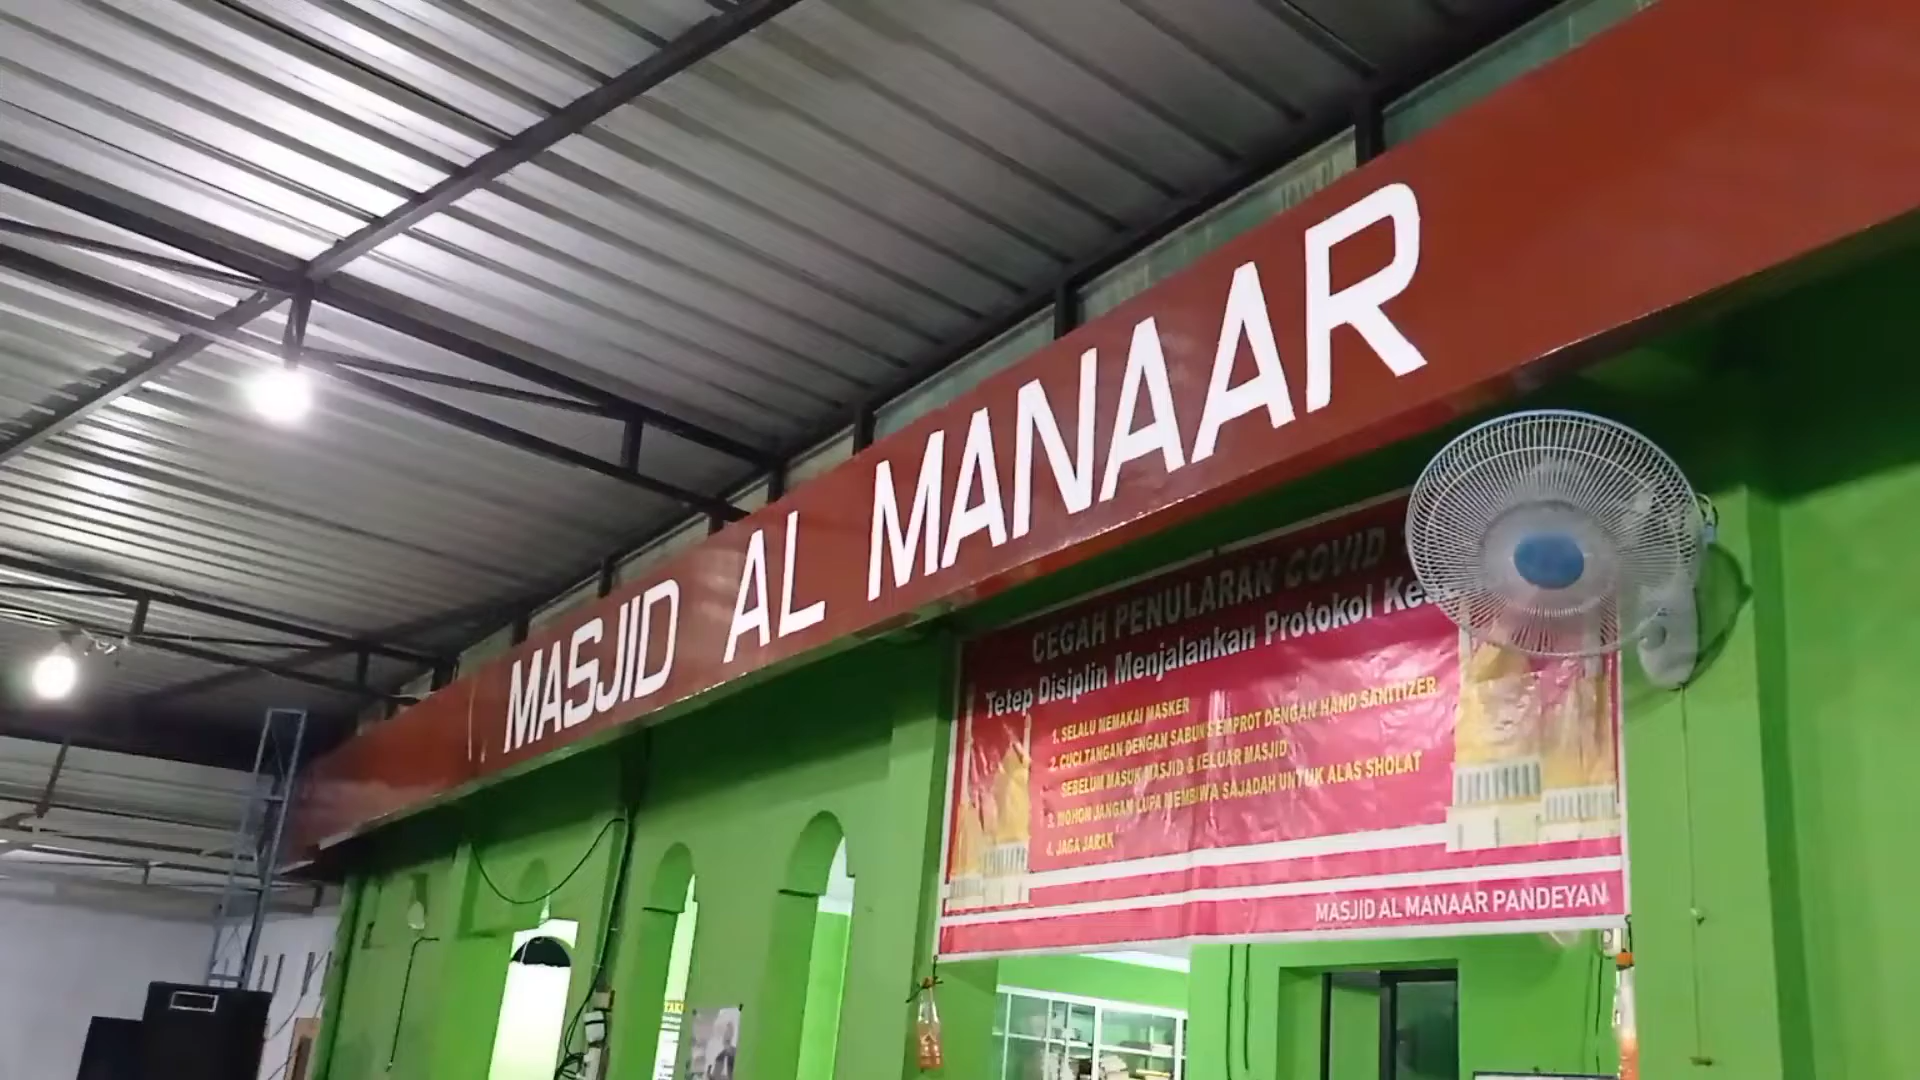 MASJID AL MANAAR
CEGAH PENULARAN COVID
Tetep Disiplin Menjalankan Protokol
1. SELALU MEMAKAI MASKER
2. CUCI TANGAN DENGAN SABUN SEMPROT DENGAN HAND SANITIZER
SEBELUM MASUK MASJID & KELUAR MASJID
3. MOHON JANGAN LUPA MEMBIWA SAJADAH UNTUK ALAS SHOLAT
4. JAGA JARAK
MASJID AL MANAAR PANDEYAN